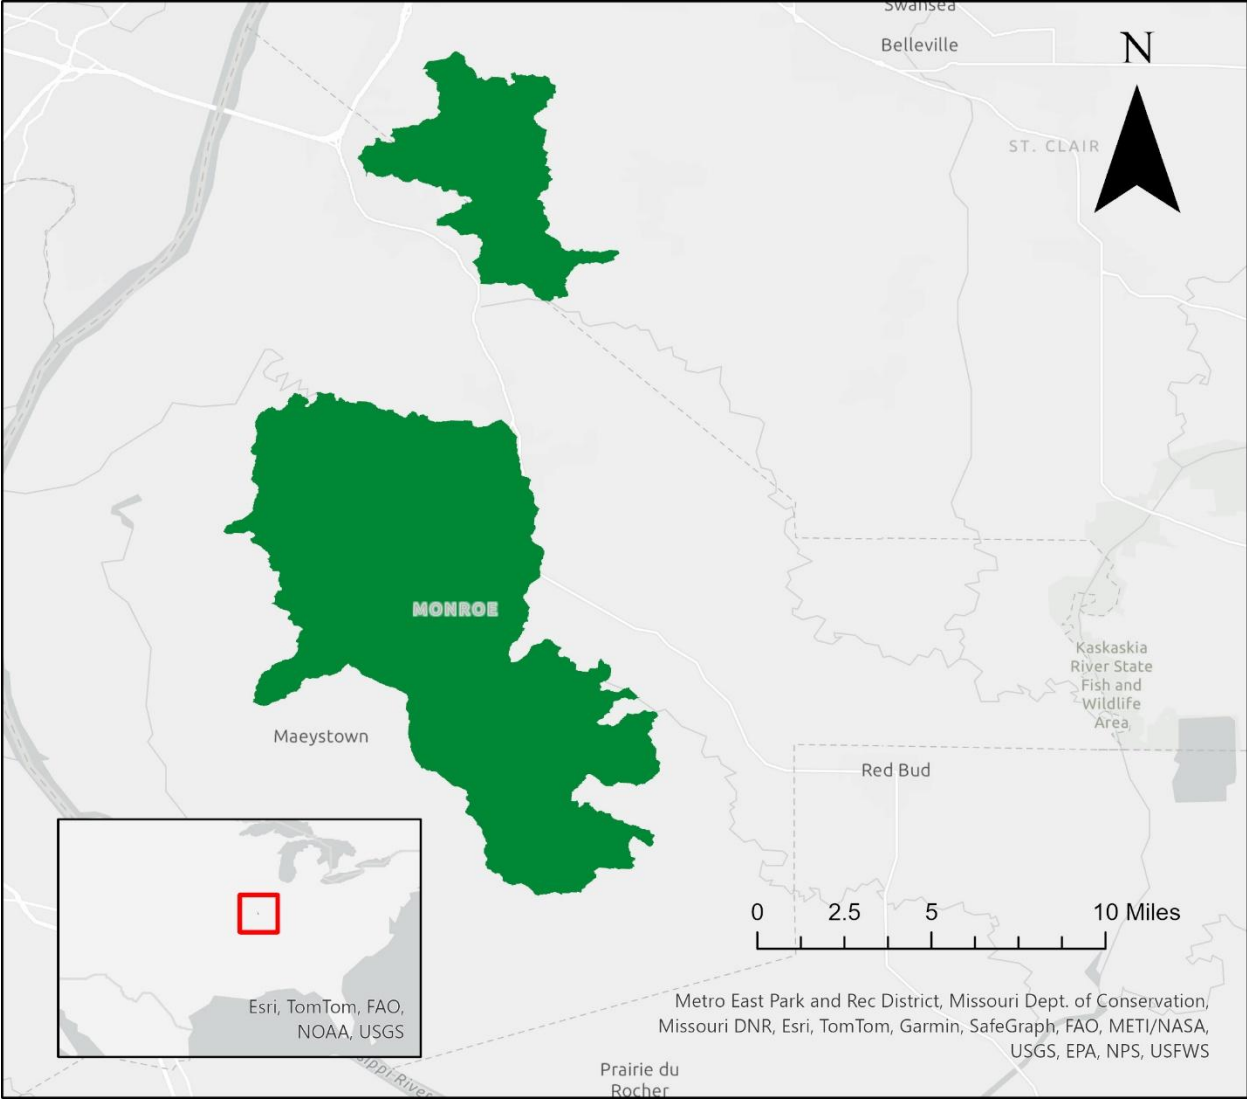 Swansea
Belleville
N
ST. CLAIR
MONROE
Kaskaskia
River State
Fish and
Wildlife
Area
Maeystown
Red Bud
0 2.5 5 10 Miles
Esri, TomTom, FAO,
NOAA, USGS
Metro East Park and Rec District, Missouri Dept. of Conservation,
Missouri DNR, Esri, TomTom, Garmin, SafeGraph, FAO, METI/NASA,
USGS, EPA, NPS, USFWS
Prairie du
Rocher